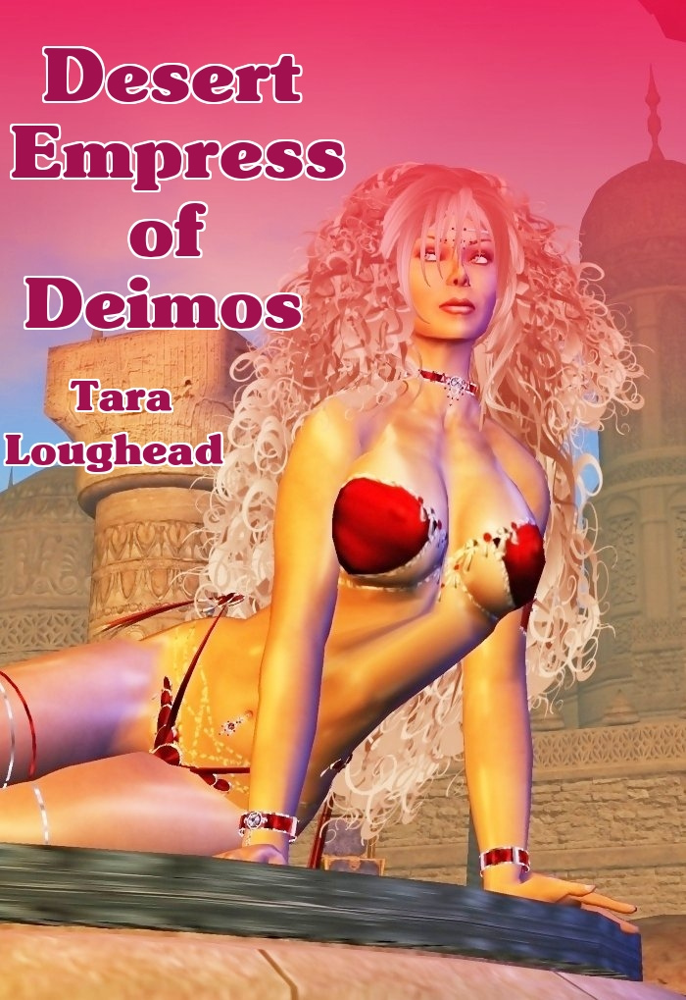 Desert
Empress
of
Deimos
Tara
Loughead